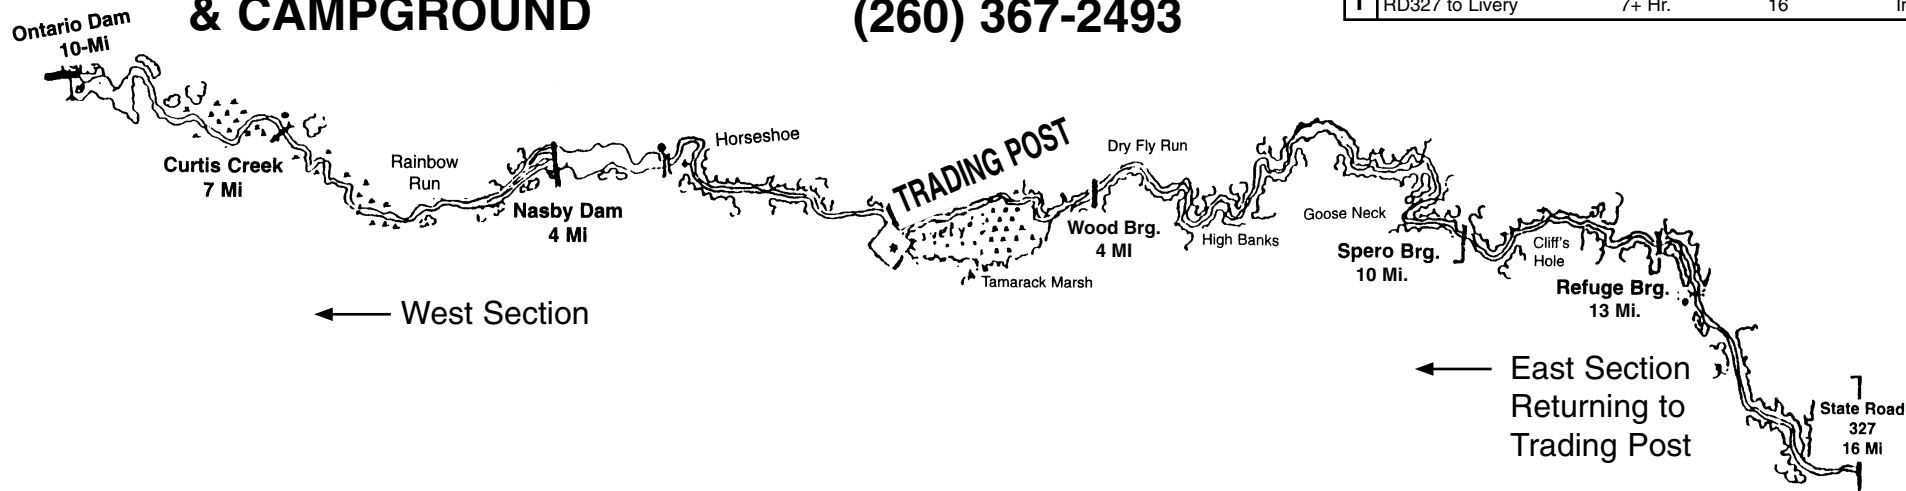 & CAMPGROUND
(260) 367-2493
1 RD327 to Livery 7+ Hr. 16
Ontario Dam
10-Mi
Curtis Creek
7 Mi
Rainbow
Run
Nasby Dam
4 Mi
Horseshoe
TRADING POST
Dry Fly Run
Wood Brg.
4 MI
Tamarack Marsh
High Banks
Goose Neck
Spero Brg.
10 Mi.
Cliff's
Hole
Refuge Brg.
13 Mi.
West Section
East Section
Returning to
Trading Post
State Road
327
16 Mi